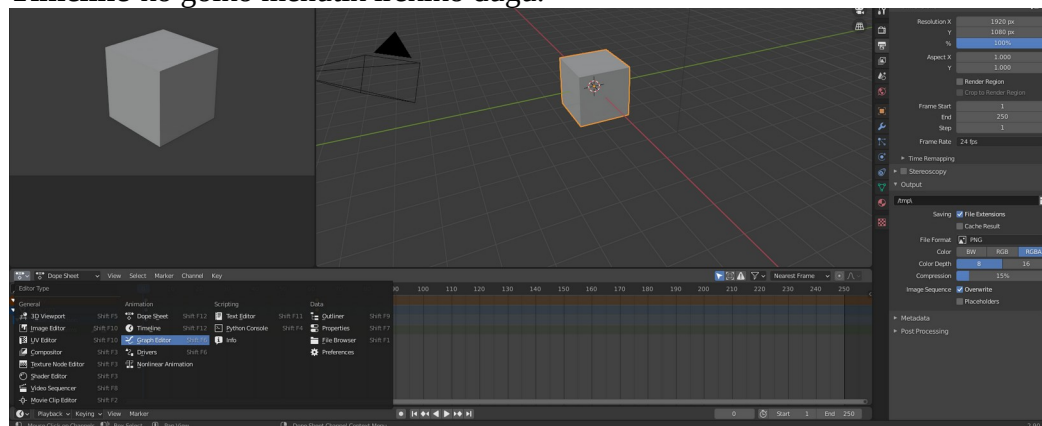 Resolution X 1920 px
Y 1080 px
% 100%
Aspect X 1.000
Y 1.000
Render Region
Crop to Render Region
Frame Start 1
End 250
Step 1
Frame Rate 24 fps
Time Remapping
Stereoscopy
Output
/tmp\
Saving File Extensions
Cache Result
File Format PNG
Color BW RGB RGBA
Color Depth 8 16
Compression 15%
Image Sequence Overwrite
Placeholders
Metadata
Post Processing
Dope Sheet View Select Marker Channel Key Nearest Frame
Editor Type
90 100 110 120 130 140 150 160 170 180 190 200 210 220 230 240 250
General Animation Scripting Data
3D Viewport Shift F5 Dope Sheet Shift F12 Text Editor Shift F11 Outliner Shift F9
Image Editor Shift F10 Timeline Shift F12 Python Console Shift F4 Properties Shift F7
UV Editor Shift F10 Graph Editor Shift F6 Info File Browser Shift F1
Compositor Shift F3 Drivers Shift F6 Preferences
Texture Node Editor Shift F3 Nonlinear Animation
Shader Editor Shift F3
Video Sequencer Shift F8
Movie Clip Editor Shift F2
Playback Keying View Marker 0 Start 1 End 250